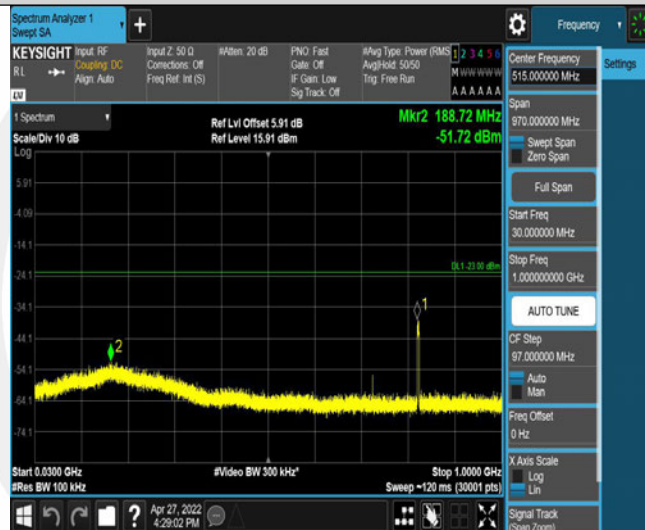 Spectrum Analyzer 1
Swept SA
+
Frequency
KEYSIGHT
RL
LXI
Input: RF
Coupling: DC
Align: Auto
Input Z: 50 Ω
Corrections: Off
Freq Ref: Int (S)
#Atten: 20 dB
PNO: Fast
Gate: Off
IF Gain: Low
Sig Track: Off
#Avg Type: Power (RMS
Avg|Hold: 50/50
Trig: Free Run
1 2 3 4 5 6
M W W W W W
A A A A A A
1 Spectrum
Scale/Div 10 dB
Log
Ref Lvl Offset 5.91 dB
Ref Level 15.91 dBm
Mkr2 188.72 MHz
-51.72 dBm
5.91
-4.09
-14.1
-24.1
-34.1
-44.1
-54.1
-64.1
-74.1
DL1 -23.00 dBm
1
2
Start 0.0300 GHz
#Res BW 100 kHz
#Video BW 300 kHz*
Stop 1.0000 GHz
Sweep ~120 ms (30001 pts)
Apr 27, 2022
4:29:02 PM
Settings
Center Frequency
515.000000 MHz
Span
970.000000 MHz
Swept Span
Zero Span
Full Span
Start Freq
30.000000 MHz
Stop Freq
1.000000000 GHz
AUTO TUNE
CF Step
97.000000 MHz
Auto
Man
Freq Offset
0 Hz
X Axis Scale
Log
Lin
Signal Track
(Span Zoom)